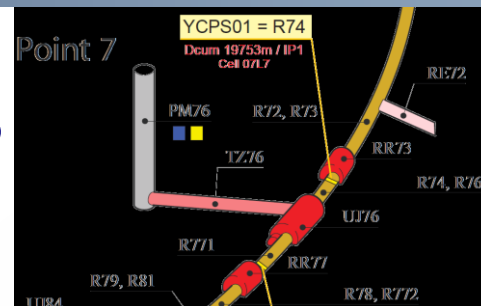 YCPS01 = R74
Point 7
Dcum 19753m / IP1
Cell 07L7
RE72
PM76
R72, R73
RR73
TZ76
R74, R76
UJ76
R771
RR77
R79, R81
R78, R772
UJ84